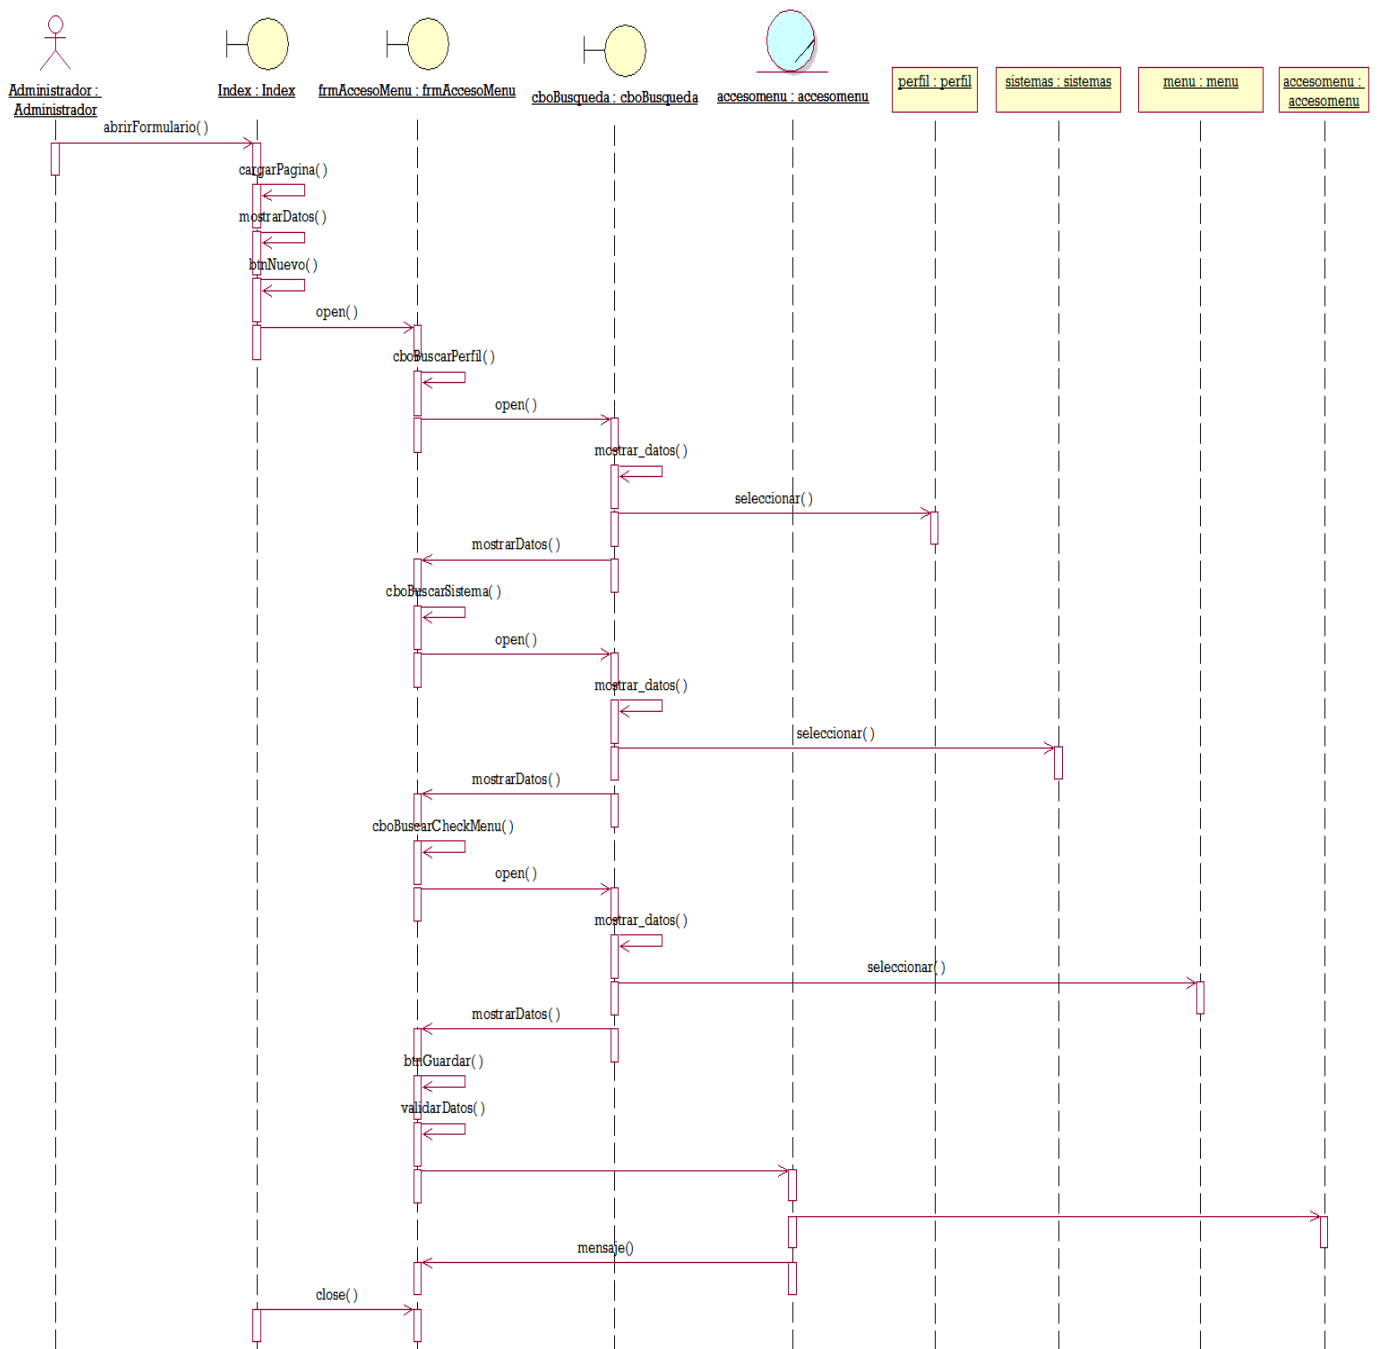 Administrador :
Administrador
Index : Index
frmAccesoMenu : frmAccesoMenu
cboBusqueda : cboBusqueda
accesomenu : accesomenu
perfil : perfil
sistemas : sistemas
menu : menu
accesomenu :
accesomenu
abrirFormulario( )
cargarPagina( )
mostrarDatos( )
btnNuevo( )
open( )
cboBuscarPerfil( )
open( )
mostrar_datos( )
seleccionar( )
mostrarDatos( )
cboBuscarSistema( )
open( )
mostrar_datos( )
seleccionar( )
mostrarDatos( )
cboBuscarCheckMenu( )
open( )
mostrar_datos( )
seleccionar( )
mostrarDatos( )
btnGuardar( )
validarDatos( )
mensaje()
close( )